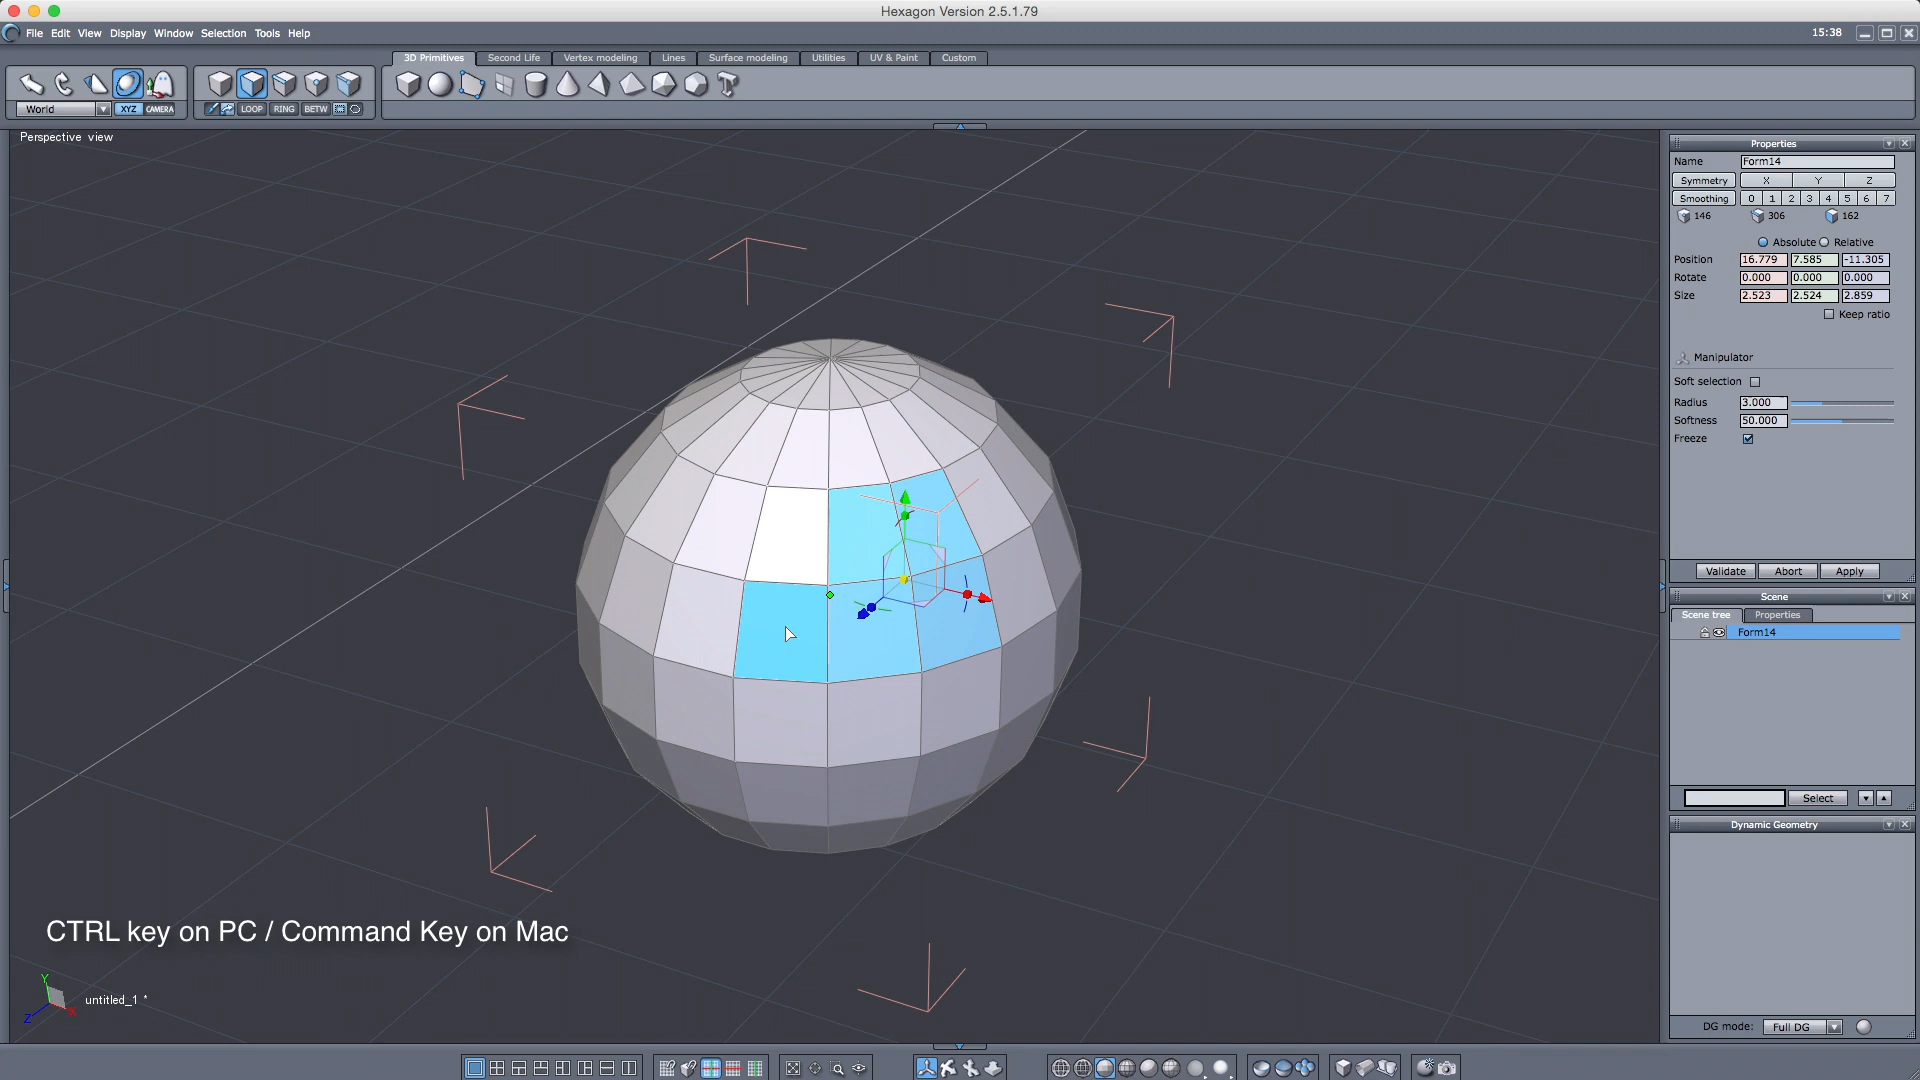 Hexagon Version 2.5.1.79
File Edit View Display Window Selection Tools Help
15:38
3D Primitives Second Life Vertex modeling Lines Surface modeling Utilities UV & Paint Custom
World XYZ CAMERA LOOP RING BETW
Perspective view
Properties
Name Form14
Symmetry X Y Z
Smoothing 0 1 2 3 4 5 6 7
146 306 162
Absolute Relative
Position 16.779 7.585 -11.305
Rotate 0.000 0.000 0.000
Size 2.523 2.524 2.859
Keep ratio
Manipulator
Soft selection
Radius 3.000
Softness 50.000
Freeze
Validate Abort Apply
Scene
Scene tree Properties
Form14
Select
Dynamic Geometry
CTRL key on PC / Command Key on Mac
Y
X
Z
untitled_1 *
DG mode: Full DG